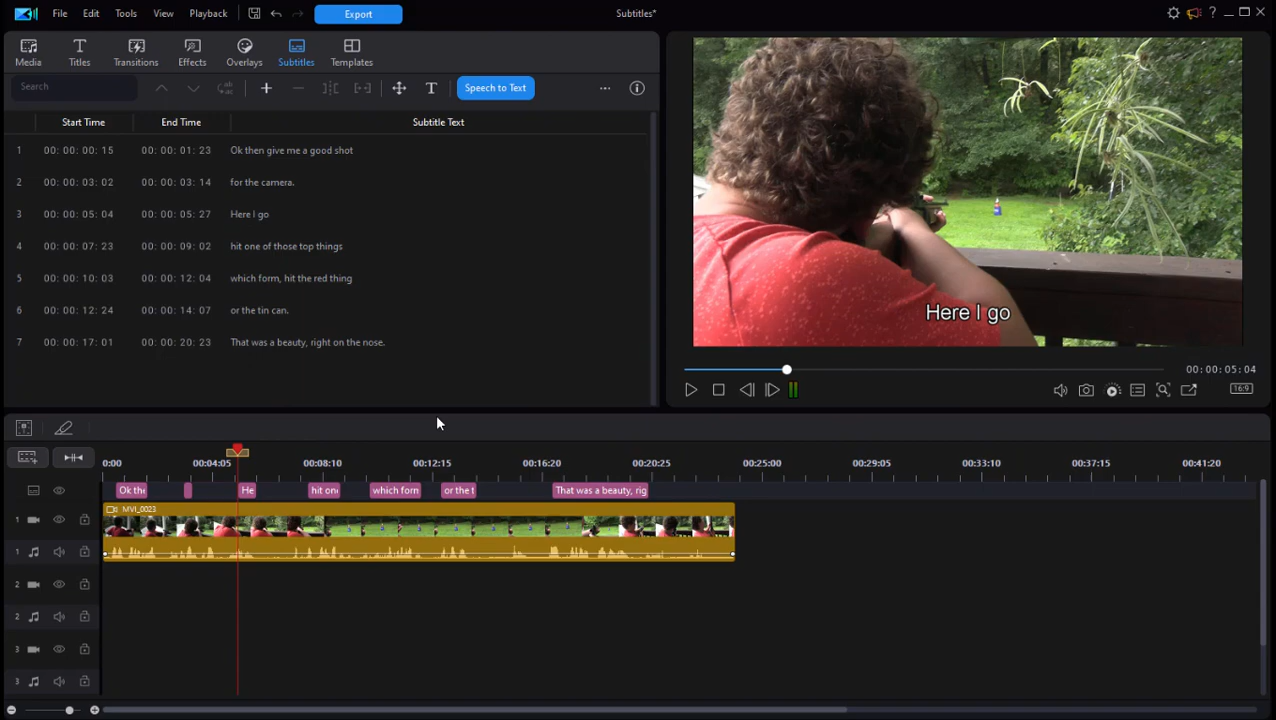 File Edit Tools View Playback Export Subtitles* ?
Media Titles Transitions Effects Overlays Subtitles Templates
Search T Speech to Text ... i
Start Time End Time Subtitle Text
1 00: 00: 00: 15 00: 00: 01: 23 Ok then give me a good shot
2 00: 00: 03: 02 00: 00: 03: 14 for the camera.
3 00: 00: 05: 04 00: 00: 05: 27 Here I go
4 00: 00: 07: 23 00: 00: 09: 02 hit one of those top things
5 00: 00: 10: 03 00: 00: 12: 04 which form, hit the red thing
6 00: 00: 12: 24 00: 00: 14: 07 or the tin can.
7 00: 00: 17: 01 00: 00: 20: 23 That was a beauty, right on the nose.
Here I go
00: 00: 05: 04
16:9
0:00 00:04:05 00:08:10 00:12:15 00:16:20 00:20:25 00:25:00 00:29:05 00:33:10 00:37:15 00:41:20
Ok the He hit one which form or the t That was a beauty, rig
MVI_0023
1
1
2
2
3
3